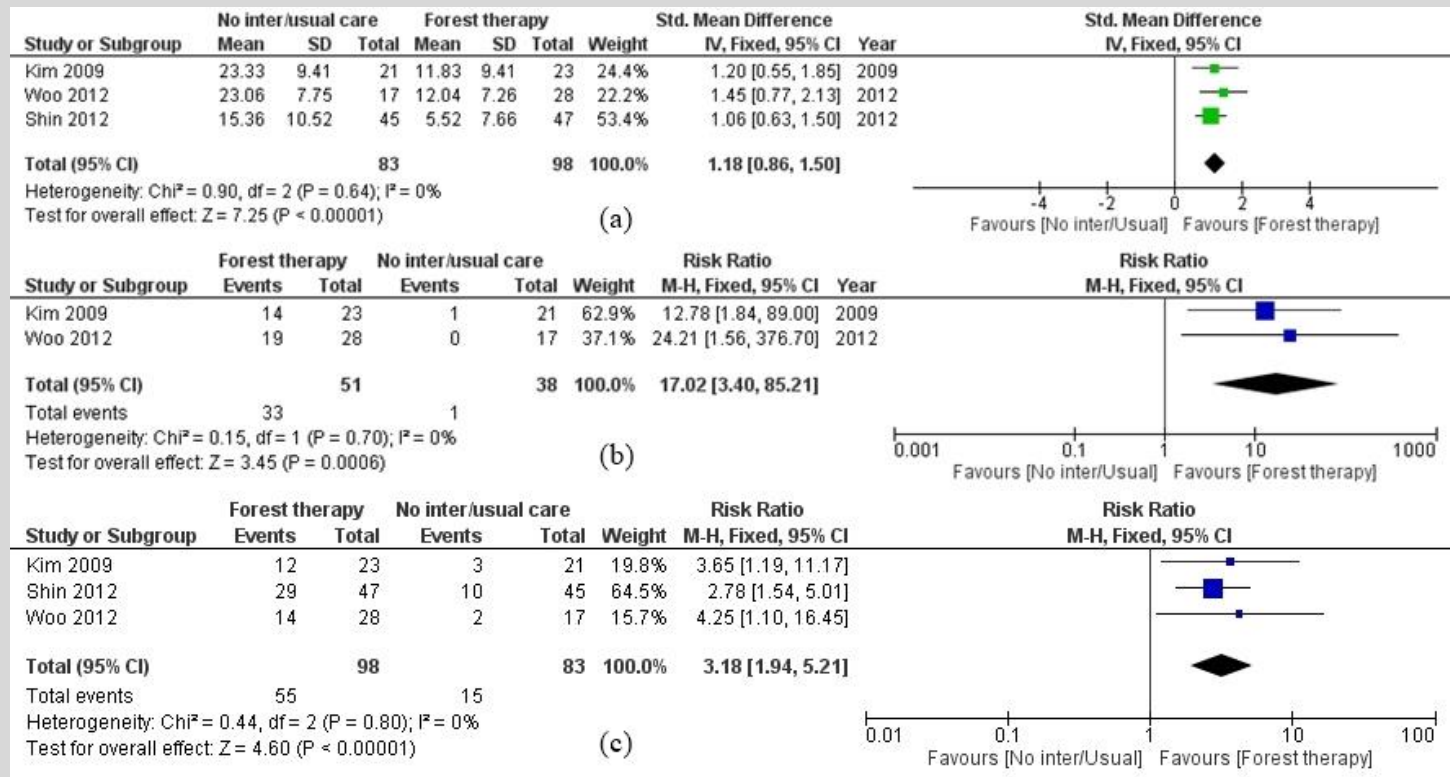 No inter/usual care Forest therapy Std. Mean Difference Std. Mean Difference
Study or Subgroup Mean SD Total Mean SD Total Weight IV, Fixed, 95% CI Year IV, Fixed, 95% CI
Kim 2009 23.33 9.41 21 11.83 9.41 23 24.4% 1.20 [0.55, 1.85] 2009
Woo 2012 23.06 7.75 17 12.04 7.26 28 22.2% 1.45 [0.77, 2.13] 2012
Shin 2012 15.36 10.52 45 5.52 7.66 47 53.4% 1.06 [0.63, 1.50] 2012
Total (95% CI) 83 98 100.0% 1.18 [0.86, 1.50]
Heterogeneity: Chi² = 0.90, df = 2 (P = 0.64); I² = 0%
Test for overall effect: Z = 7.25 (P < 0.00001)
(a)
-4 -2 0 2 4
Favours [No inter/Usual] Favours [Forest therapy]
Forest therapy No inter/usual care Risk Ratio Risk Ratio
Study or Subgroup Events Total Events Total Weight M-H, Fixed, 95% CI Year M-H, Fixed, 95% CI
Kim 2009 14 23 1 21 62.9% 12.78 [1.84, 89.00] 2009
Woo 2012 19 28 0 17 37.1% 24.21 [1.56, 376.70] 2012
Total (95% CI) 51 38 100.0% 17.02 [3.40, 85.21]
Total events 33 1
Heterogeneity: Chi² = 0.15, df = 1 (P = 0.70); I² = 0%
Test for overall effect: Z = 3.45 (P = 0.0006)
(b)
0.001 0.1 1 10 1000
Favours [No inter/Usual] Favours [Forest therapy]
Forest therapy No inter/usual care Risk Ratio Risk Ratio
Study or Subgroup Events Total Events Total Weight M-H, Fixed, 95% CI M-H, Fixed, 95% CI
Kim 2009 12 23 3 21 19.8% 3.65 [1.19, 11.17]
Shin 2012 29 47 10 45 64.5% 2.78 [1.54, 5.01]
Woo 2012 14 28 2 17 15.7% 4.25 [1.10, 16.45]
Total (95% CI) 98 83 100.0% 3.18 [1.94, 5.21]
Total events 55 15
Heterogeneity: Chi² = 0.44, df = 2 (P = 0.80); I² = 0%
Test for overall effect: Z = 4.60 (P < 0.00001)
(c)
0.01 0.1 1 10 100
Favours [No inter/Usual] Favours [Forest therapy]